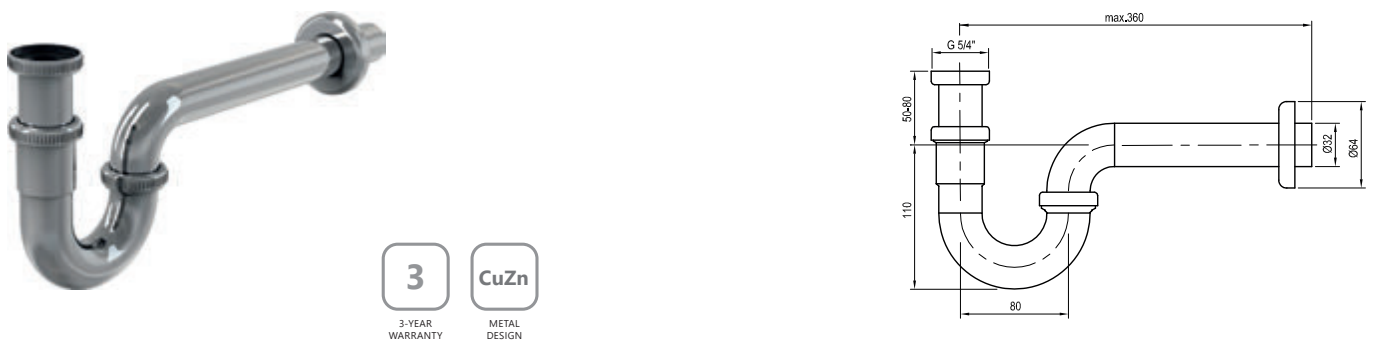 3
3-YEAR
WARRANTY
CuZn
METAL
DESIGN
max.360
G 5/4"
50-80
110
80
Ø32
Ø64